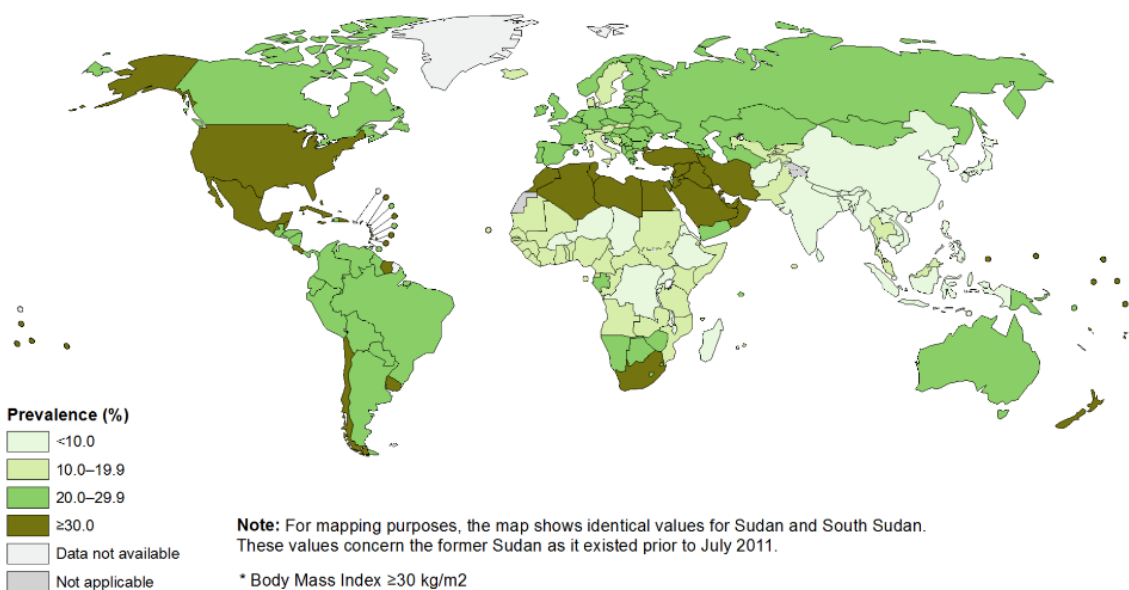 Prevalence (%)
<10.0
10.0–19.9
20.0–29.9
≥30.0
Data not available
Not applicable
Note: For mapping purposes, the map shows identical values for Sudan and South Sudan.
These values concern the former Sudan as it existed prior to July 2011.
* Body Mass Index ≥30 kg/m2